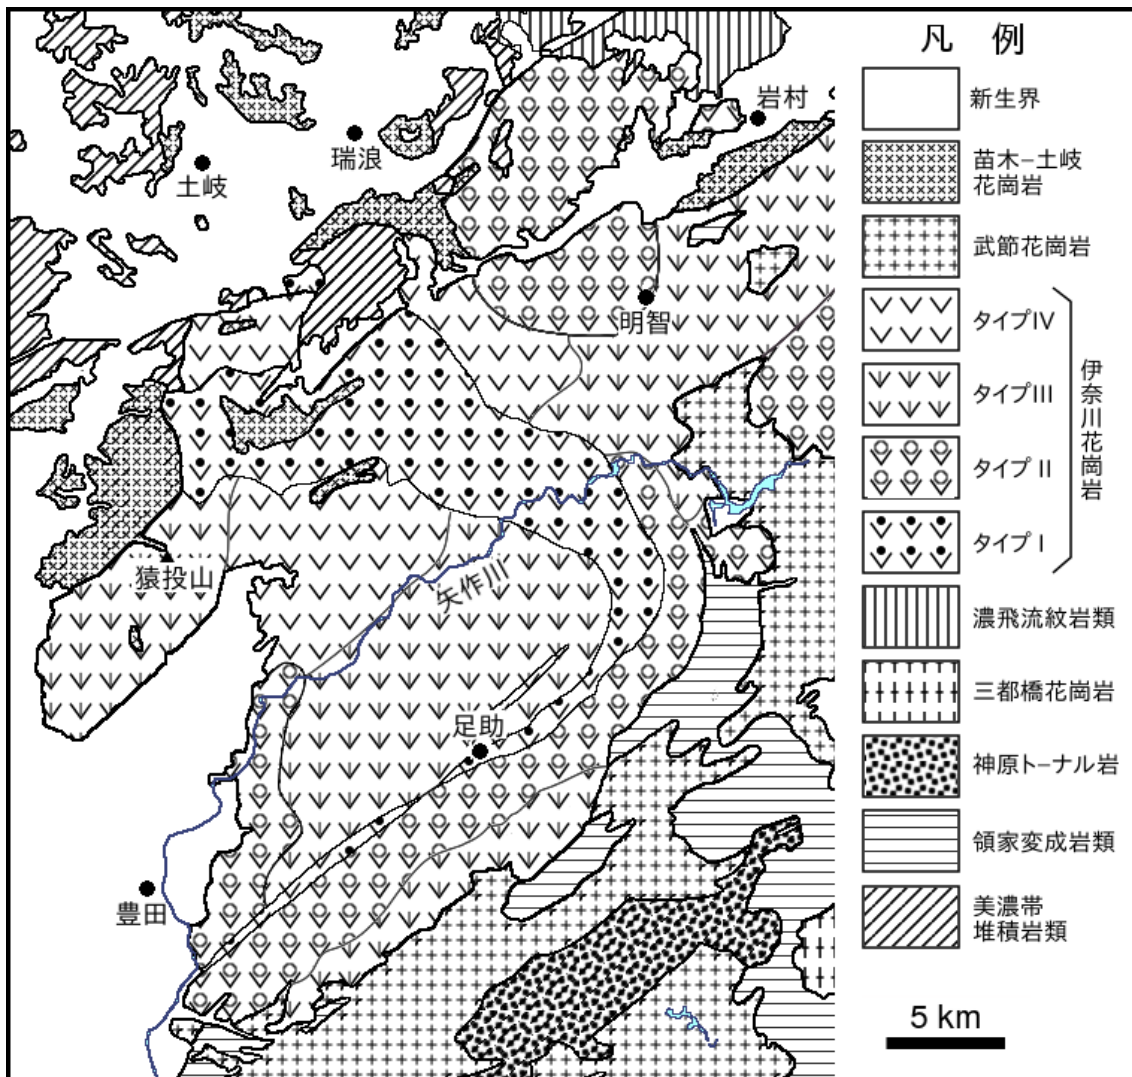 凡 例
新生界
苗木−土岐
花崗岩
武節花崗岩
タイプIV
タイプIII
タイプ II
タイプ I
伊奈川花崗岩
濃飛流紋岩類
三都橋花崗岩
神原トｰナル岩
領家変成岩類
美濃帯
堆積岩類
5 km
岩村
瑞浪
土岐
明智
猿投山
矢作川
足助
豊田